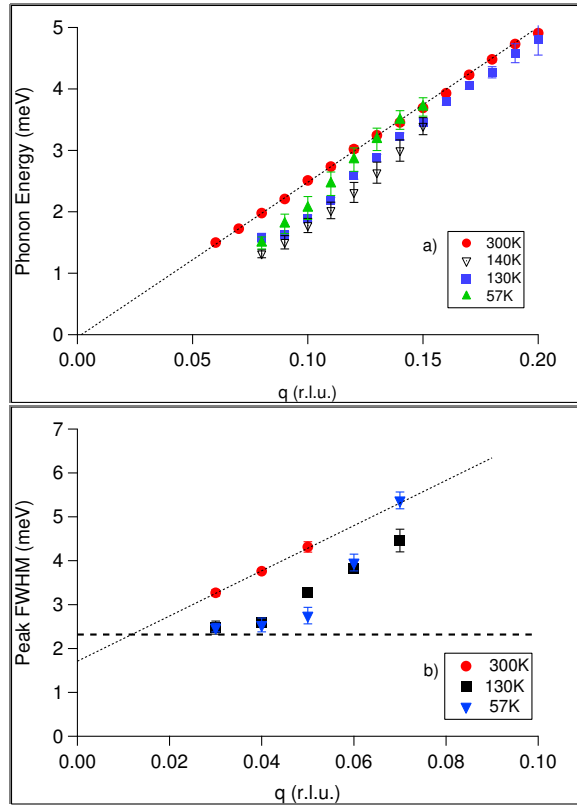 5
4
3
2
1
0
Phonon Energy (meV)
0.00
0.05
0.10
0.15
0.20
q (r.l.u.)
a)
300K
140K
130K
57K
7
6
5
4
3
2
1
0
Peak FWHM (meV)
0.00
0.02
0.04
0.06
0.08
0.10
q (r.l.u.)
b)
300K
130K
57K